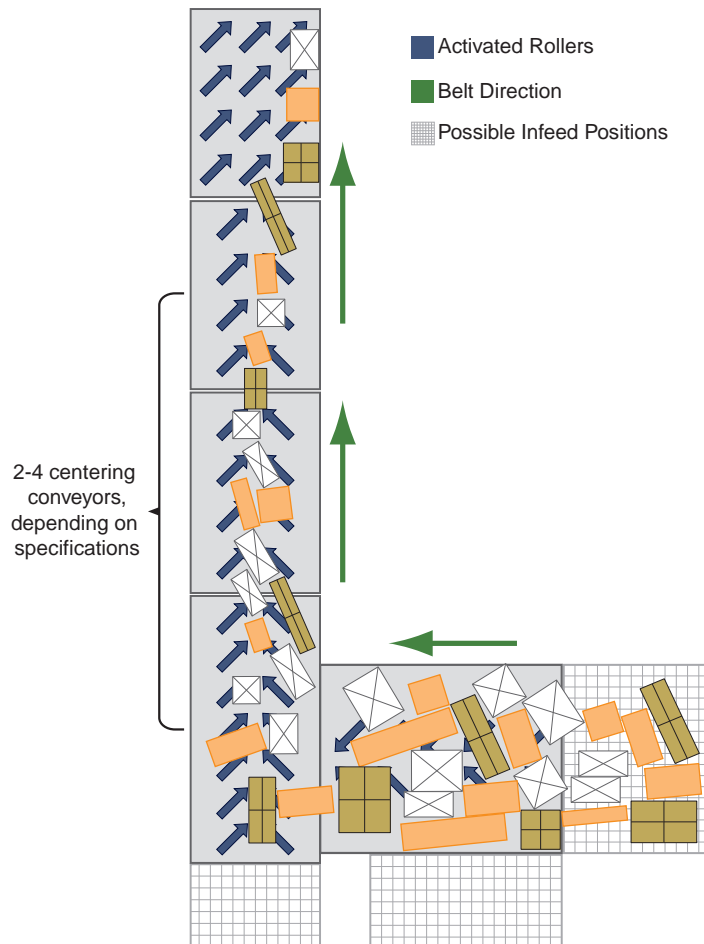 Activated Rollers
Belt Direction
Possible Infeed Positions
2-4 centering
conveyors,
depending on
specifications